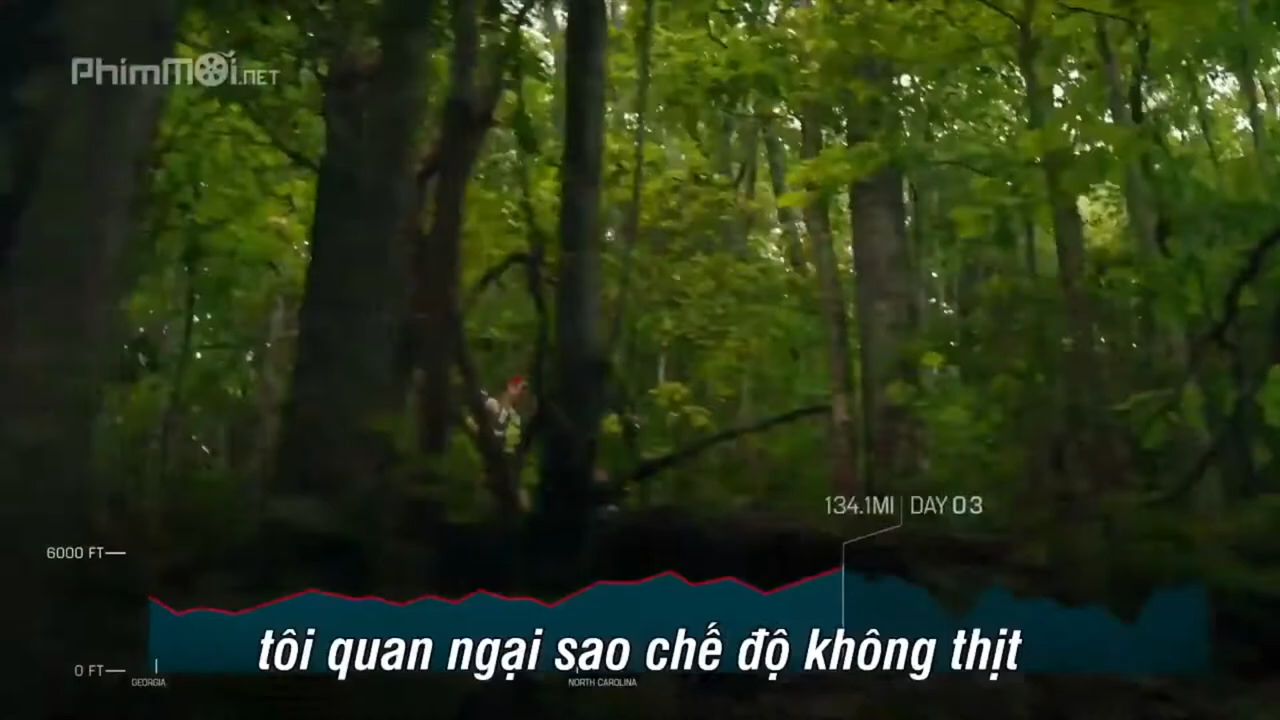 PhimMỚi.NET
134.1MI | DAY 03
6000 FT
tôi quan ngại sao chế độ không thịt
0 FT
GEORGIA
NORTH CAROLINA